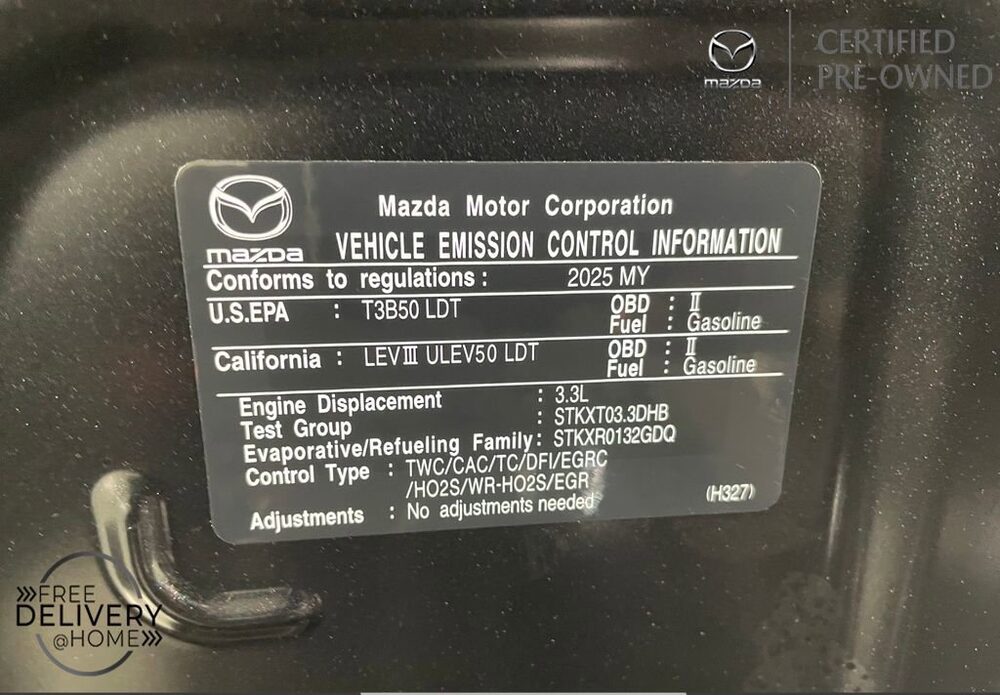 mazda
CERTIFIED
PRE-OWNED
mazda
Mazda Motor Corporation
VEHICLE EMISSION CONTROL INFORMATION
Conforms to regulations : 2025 MY
U.S.EPA : T3B50 LDT OBD : II
Fuel : Gasoline
California : LEVⅢ ULEV50 LDT OBD : II
Fuel : Gasoline
Engine Displacement : 3.3L
Test Group : STKXT03.3DHB
Evaporative/Refueling Family : STKXR0132GDQ
Control Type : TWC/CAC/TC/DFI/EGRC
/HO2S/WR-HO2S/EGR
(H327)
Adjustments : No adjustments needed
FREE
DELIVERY
@HOME